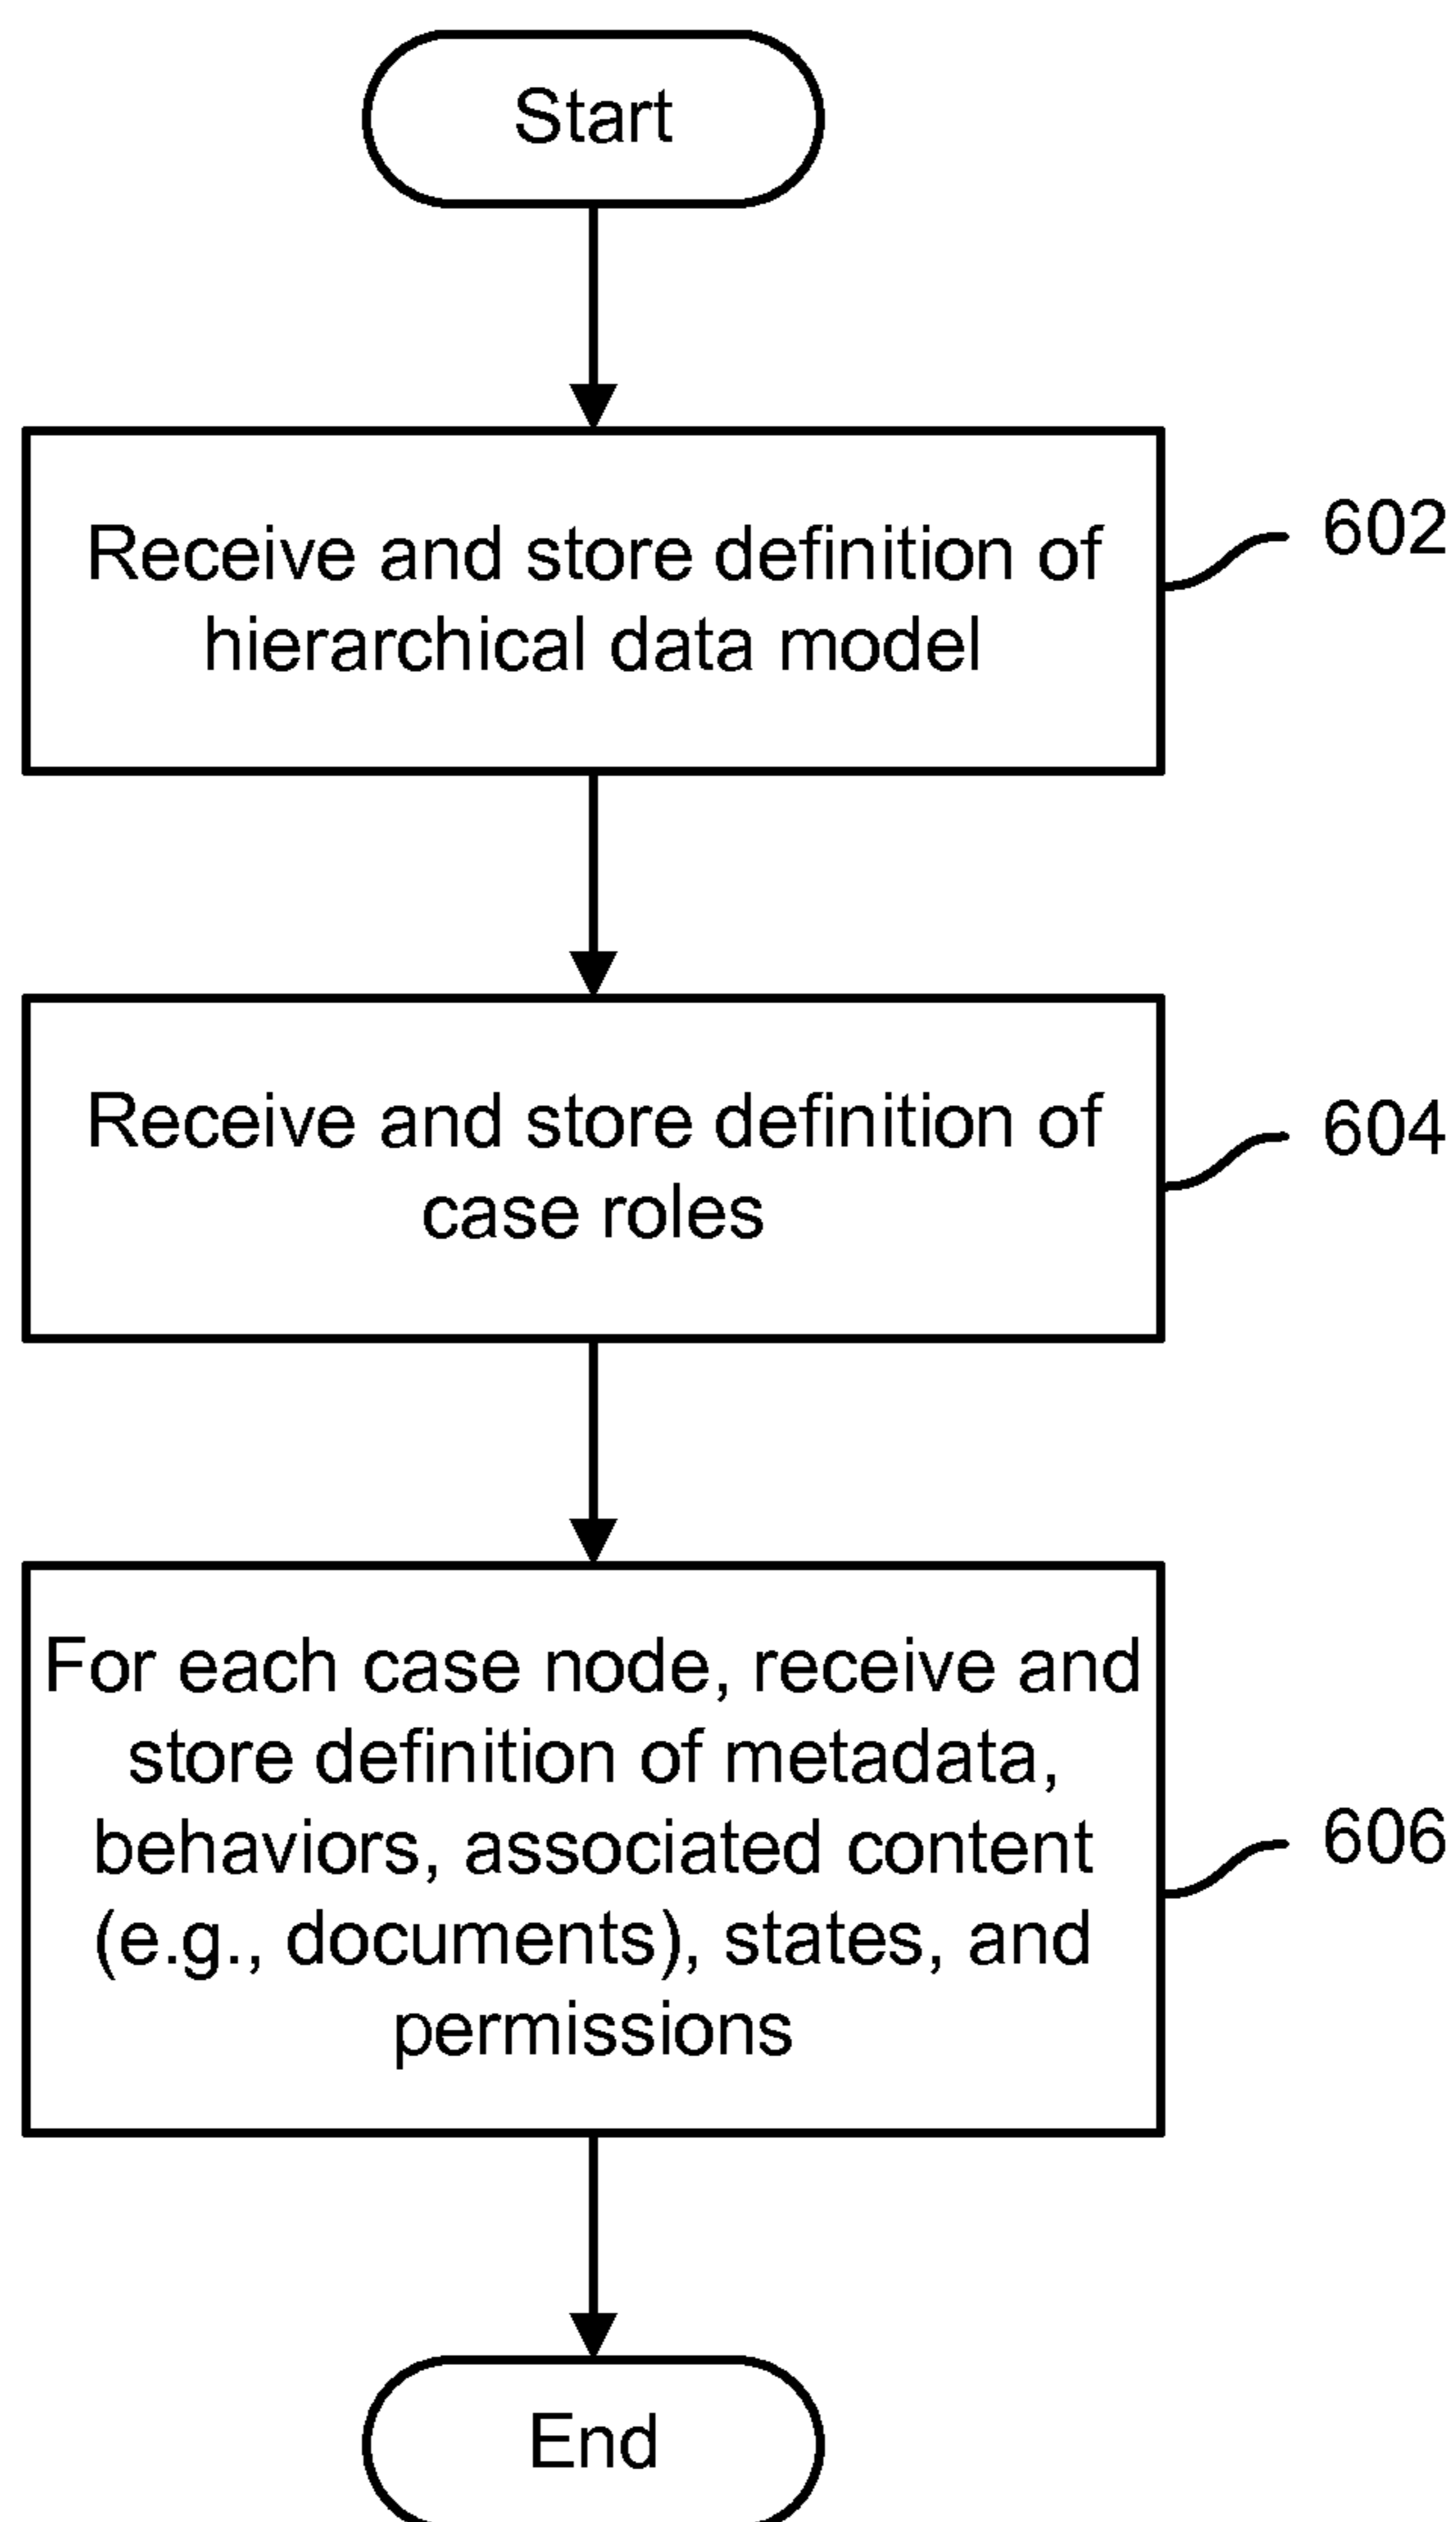 Start
Receive and store definition of
hierarchical data model
602
Receive and store definition of
case roles
604
For each case node, receive and
store definition of metadata,
behaviors, associated content
(e.g., documents), states, and
permissions
606
End